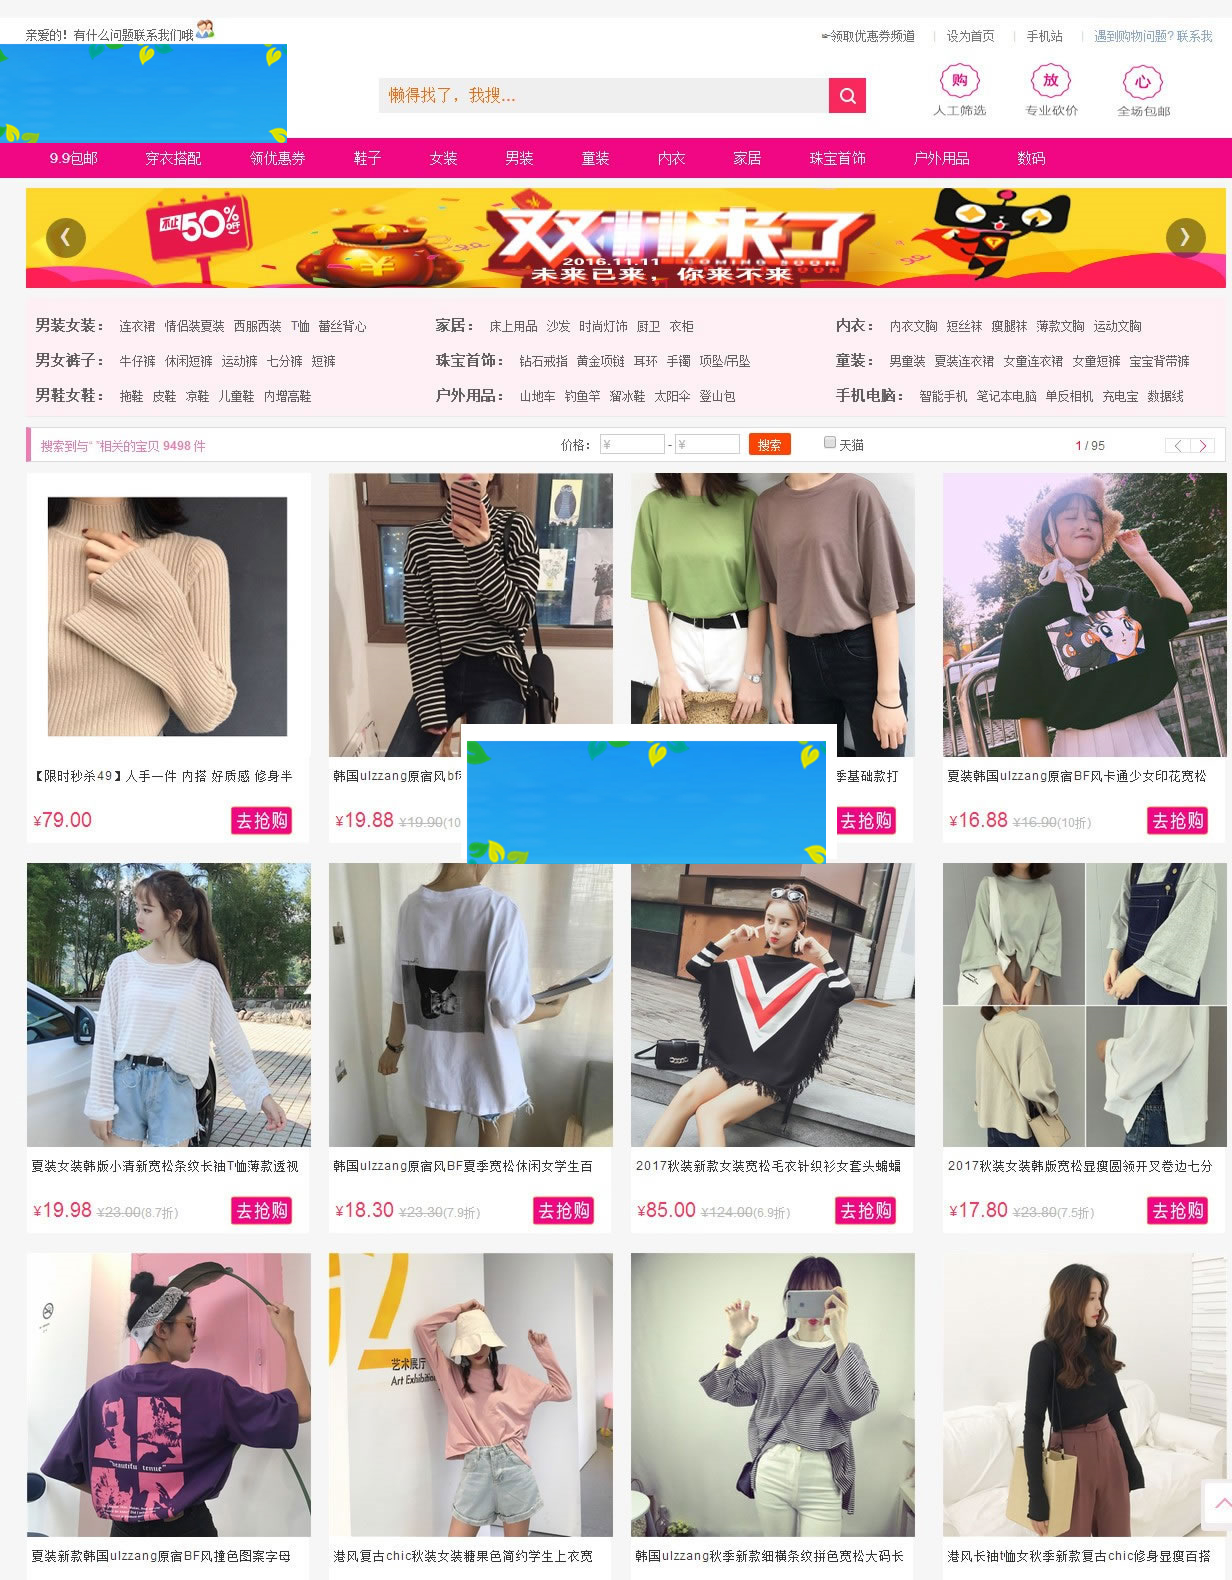 亲爱的！有什么问题联系我们哦
领取优惠劵频道 设为首页 手机站 遇到购物问题? 联系我
懒得找了，我搜...
购 放 心
人工筛选 专业砍价 全场包邮
9.9包邮 穿衣搭配 领优惠券 鞋子 女装 男装 童装 内衣 家居 珠宝首饰 户外用品 数码
50% OFF
双 来了
2016.11.11 COMING SOON
未来已来，你来不来
男装女装： 连衣裙 情侣装夏装 西服西装 T恤 蕾丝背心
家居： 床上用品 沙发 时尚灯饰 厨卫 衣柜
内衣： 内衣文胸 短丝袜 瘦腿袜 薄款文胸 运动文胸
男女裤子： 牛仔裤 休闲短裤 运动裤 七分裤 短裤
珠宝首饰： 钻石戒指 黄金项链 耳环 手镯 项坠/吊坠
童装： 男童装 夏装连衣裙 女童连衣裙 女童短裤 宝宝背带裤
男鞋女鞋： 拖鞋 皮鞋 凉鞋 儿童鞋 内增高鞋
户外用品： 山地车 钓鱼竿 溜冰鞋 太阳伞 登山包
手机电脑： 智能手机 笔记本电脑 单反相机 充电宝 数据线
搜索到与“ ”相关的宝贝 9498 件
价格： ¥ - ¥ 搜索 天猫 1 / 95
【限时秒杀49】人手一件 内搭 好质感 修身半
韩国ulzzang原宿风bf
季基础款打
夏装韩国ulzzang原宿BF风卡通少女印花宽松
¥79.00 去抢购
¥19.88 ¥19.90(10
去抢购
¥16.88 ¥16.90(10折) 去抢购
夏装女装韩版小清新宽松条纹长袖T恤薄款透视
韩国ulzzang原宿风BF夏季宽松休闲女学生百
2017秋装新款女装宽松毛衣针织衫女套头蝙蝠
2017秋装女装韩版宽松显瘦圆领开叉卷边七分
¥19.98 ¥23.00(8.7折) 去抢购
¥18.30 ¥23.30(7.9折) 去抢购
¥85.00 ¥124.00(6.9折) 去抢购
¥17.80 ¥23.80(7.5折) 去抢购
艺术展厅
Art Exhibition
"beautiful tenue"
夏装新款韩国ulzzang原宿BF风撞色图案字母
港风复古chic秋装女装糖果色简约学生上衣宽
韩国ulzzang秋季新款细横条纹拼色宽松大码长
港风长袖t恤女秋季新款复古chic修身显瘦百搭